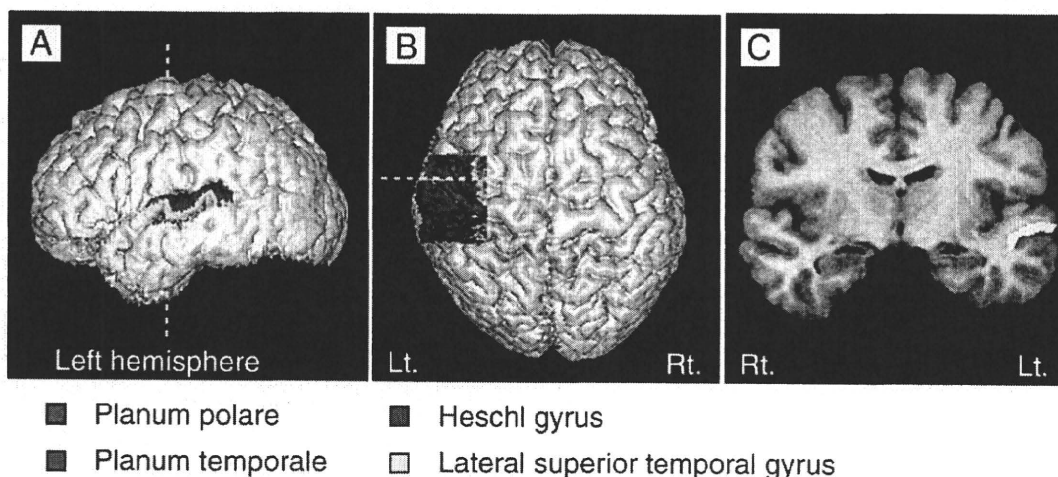 A
B
C
Left hemisphere
Lt.
Rt.
Rt.
Lt.
Planum polare
Heschl gyrus
Planum temporale
Lateral superior temporal gyrus